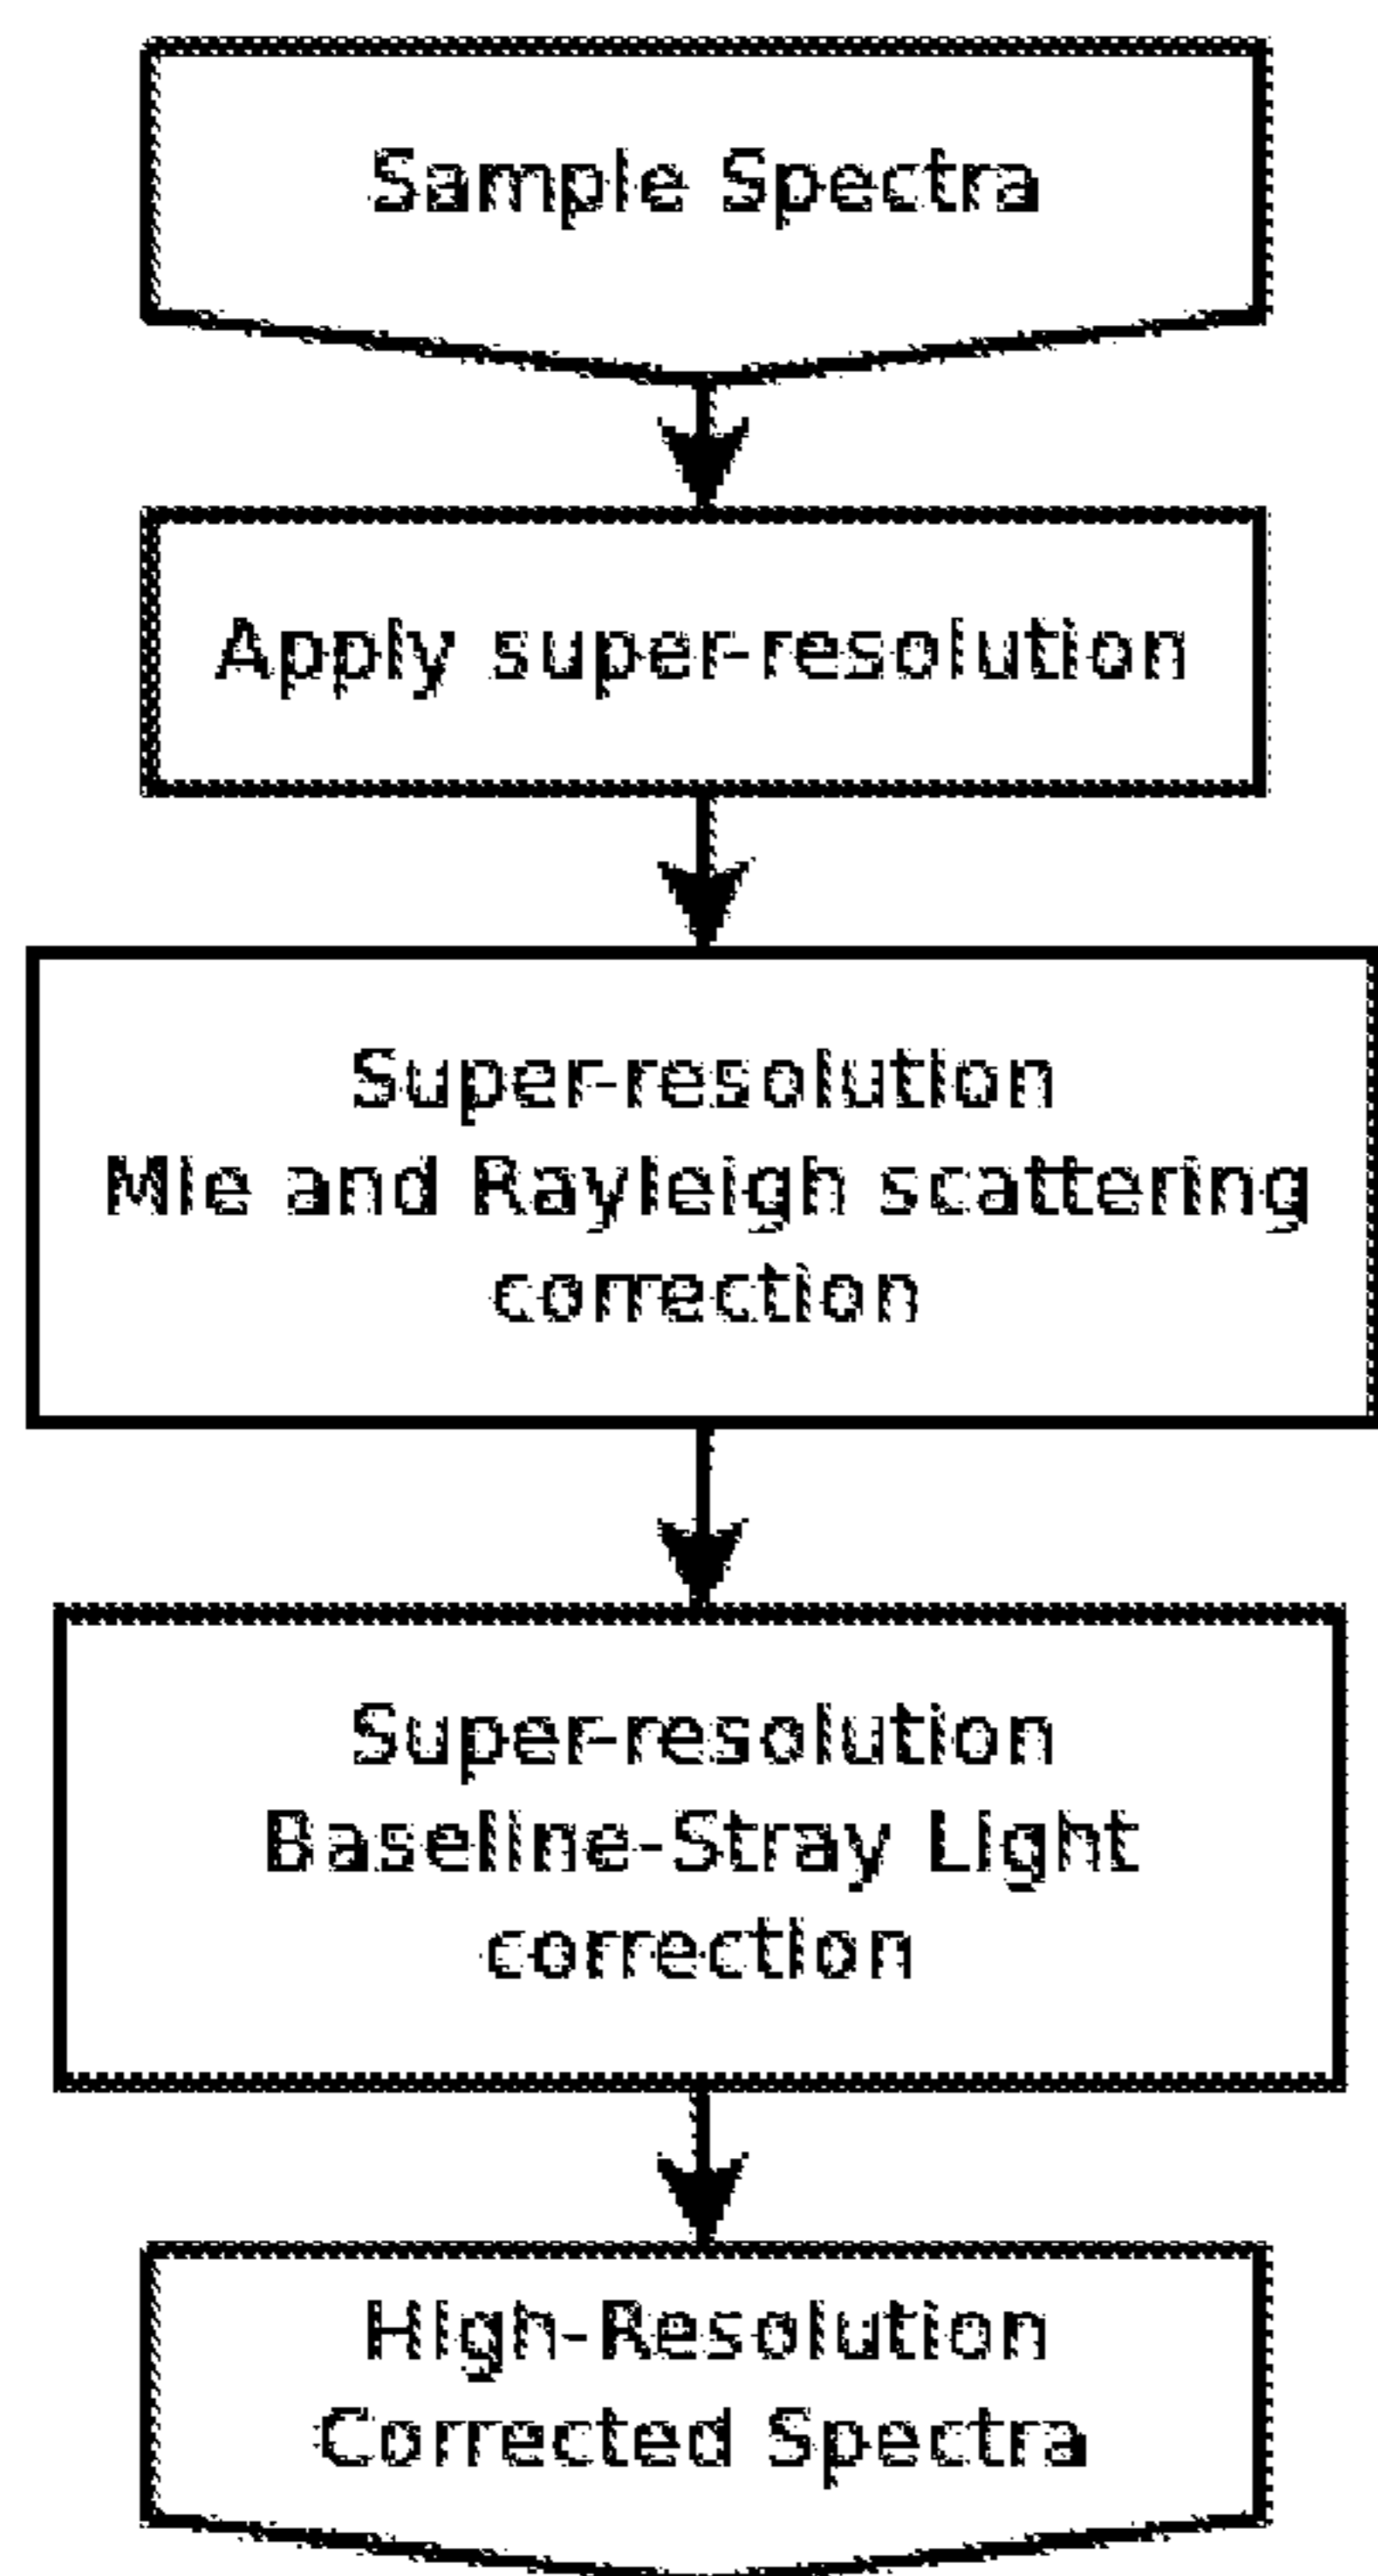 Sample Spectra
Apply super-resolution
Super-resolution
Mie and Rayleigh scattering
correction
Super-resolution
Baseline-Stray Light
correction
High-Resolution
Corrected Spectra